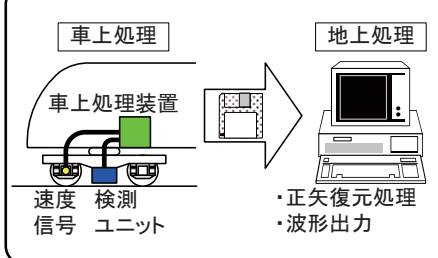 車上処理
地上処理
車上処理装置
速度 検測
信号 ユニット
・正矢復元処理
・波形出力